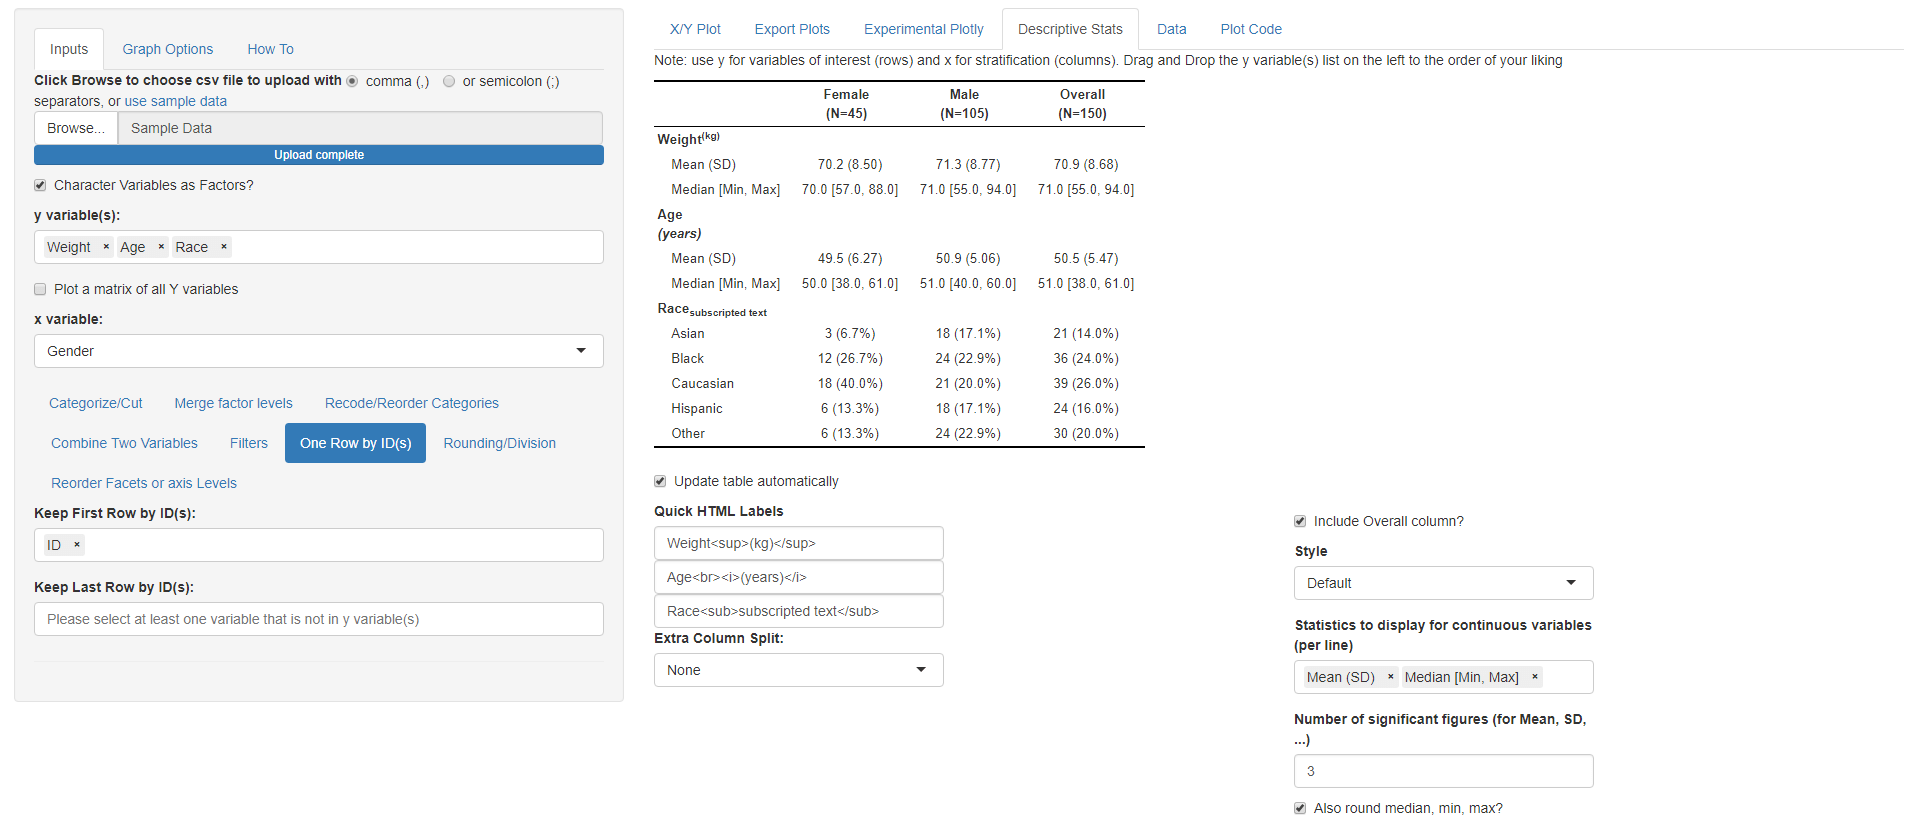 Inputs Graph Options How To
Click Browse to choose csv file to upload with comma (,) or semicolon (;)
separators, or use sample data
Browse... Sample Data
Upload complete
Character Variables as Factors?
y variable(s):
Weight × Age × Race ×
Plot a matrix of all Y variables
x variable:
Gender
Categorize/Cut Merge factor levels Recode/Reorder Categories
Combine Two Variables Filters One Row by ID(s) Rounding/Division
Reorder Facets or axis Levels
Keep First Row by ID(s):
ID ×
Keep Last Row by ID(s):
Please select at least one variable that is not in y variable(s)
X/Y Plot Export Plots Experimental Plotly Descriptive Stats Data Plot Code
Note: use y for variables of interest (rows) and x for stratification (columns). Drag and Drop the y variable(s) list on the left to the order of your liking
Female Male Overall
(N=45) (N=105) (N=150)
Weight(kg)
Mean (SD) 70.2 (8.50) 71.3 (8.77) 70.9 (8.68)
Median [Min, Max] 70.0 [57.0, 88.0] 71.0 [55.0, 94.0] 71.0 [55.0, 94.0]
Age
(years)
Mean (SD) 49.5 (6.27) 50.9 (5.06) 50.5 (5.47)
Median [Min, Max] 50.0 [38.0, 61.0] 51.0 [40.0, 60.0] 51.0 [38.0, 61.0]
Racesubscripted text
Asian 3 (6.7%) 18 (17.1%) 21 (14.0%)
Black 12 (26.7%) 24 (22.9%) 36 (24.0%)
Caucasian 18 (40.0%) 21 (20.0%) 39 (26.0%)
Hispanic 6 (13.3%) 18 (17.1%) 24 (16.0%)
Other 6 (13.3%) 24 (22.9%) 30 (20.0%)
Update table automatically
Quick HTML Labels
Weight<sup>(kg)</sup>
Age<br><i>(years)</i>
Race<sub>subscripted text</sub>
Extra Column Split:
None
Include Overall column?
Style
Default
Statistics to display for continuous variables
(per line)
Mean (SD) × Median [Min, Max] ×
Number of significant figures (for Mean, SD,
...)
3
Also round median, min, max?